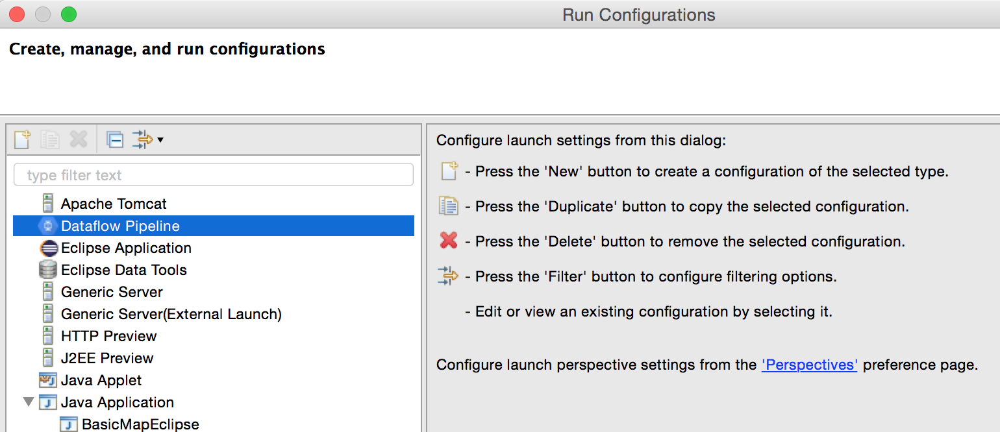 Run Configurations
Create, manage, and run configurations
type filter text
Apache Tomcat
Dataflow Pipeline
Eclipse Application
Eclipse Data Tools
Generic Server
Generic Server(External Launch)
HTTP Preview
J2EE Preview
Java Applet
Java Application
BasicMapEclipse
Configure launch settings from this dialog:
- Press the 'New' button to create a configuration of the selected type.
- Press the 'Duplicate' button to copy the selected configuration.
- Press the 'Delete' button to remove the selected configuration.
- Press the 'Filter' button to configure filtering options.
- Edit or view an existing configuration by selecting it.
Configure launch perspective settings from the 'Perspectives' preference page.